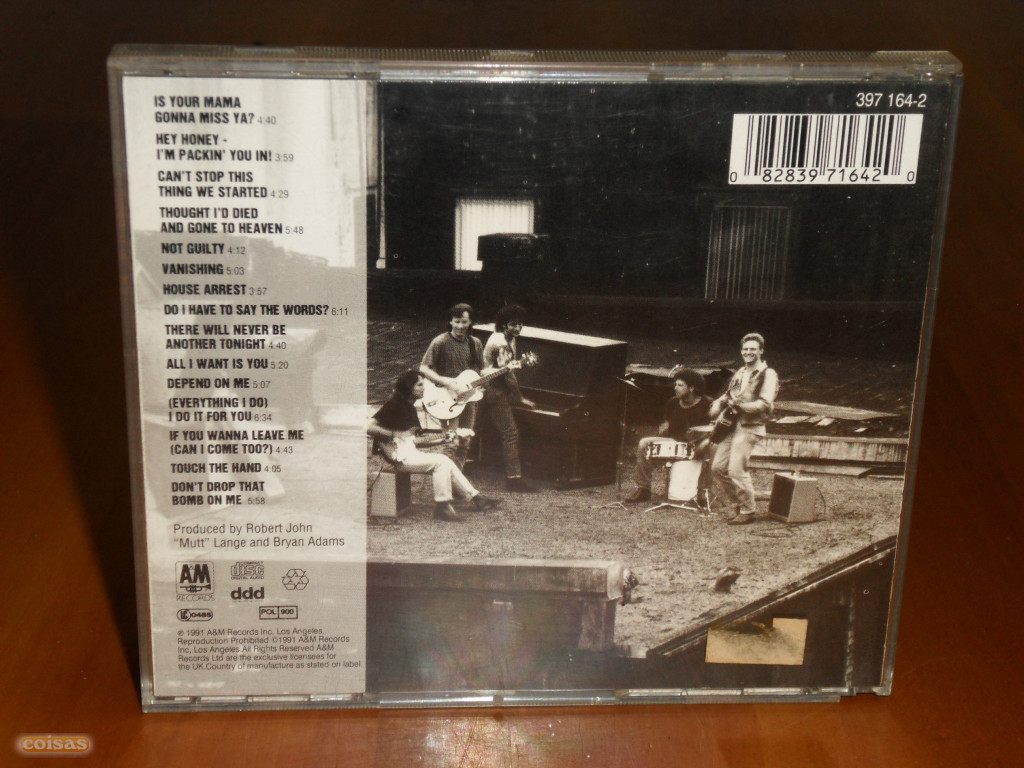 IS YOUR MAMA
GONNA MISS YA? 4:40
HEY HONEY -
I'M PACKIN' YOU IN! 3:59
CAN'T STOP THIS
THING WE STARTED 4:29
THOUGHT I'D DIED
AND GONE TO HEAVEN 5:48
NOT GUILTY 4:12
VANISHING 5:03
HOUSE ARREST 3:57
DO I HAVE TO SAY THE WORDS? 6:11
THERE WILL NEVER BE
ANOTHER TONIGHT 4:40
ALL I WANT IS YOU 5:20
DEPEND ON ME 5:07
(EVERYTHING I DO)
I DO IT FOR YOU 6:34
IF YOU WANNA LEAVE ME
(CAN I COME TOO?) 4:43
TOUCH THE HAND 4:05
DON'T DROP THAT
BOMB ON ME 5:58
Produced by Robert John
"Mutt" Lange and Bryan Adams
A&M
RECORDS
COMPACT
disc
DIGITAL AUDIO
ddd
LC 0485
POL 900
℗ 1991 A&M Records Inc, Los Angeles.
Reproduction Prohibited ©1991 A&M Records
Inc, Los Angeles.All Rights Reserved A&M
Records Ltd are the exclusive licensees for
the UK Country of manufacture as stated on label
397 164-2
0 82839 71642 0
coisas